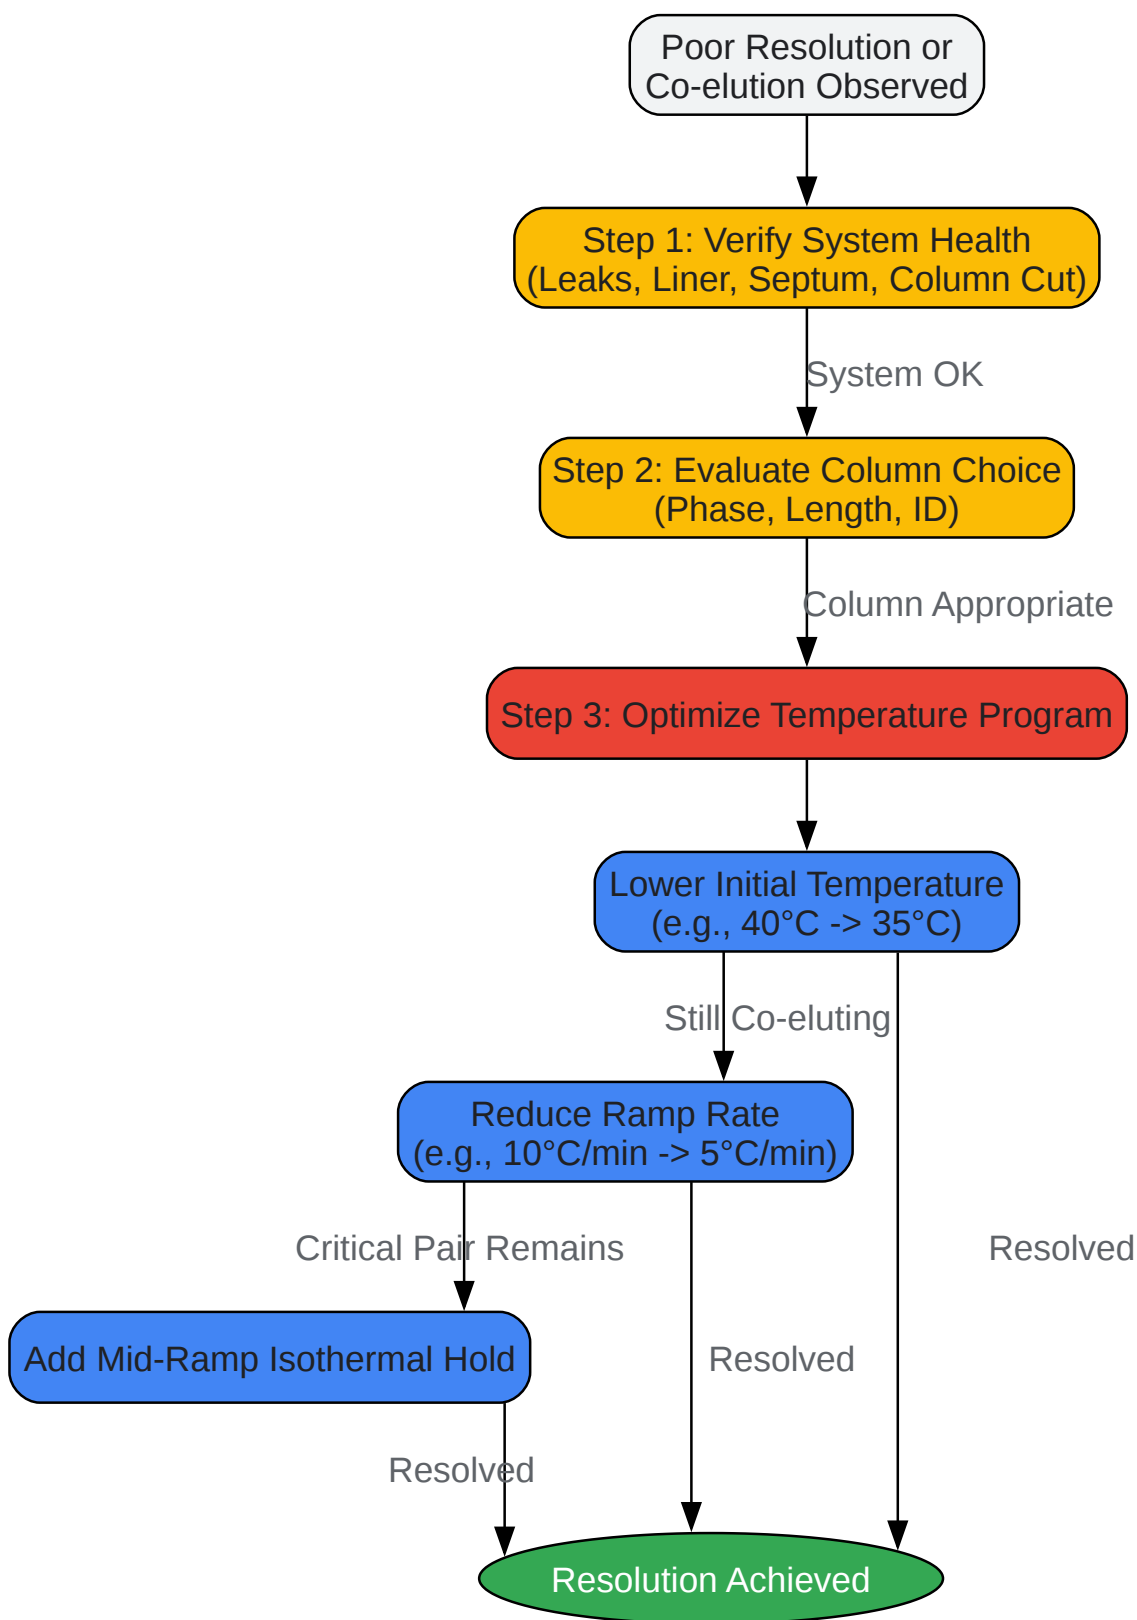 Poor Resolution or
Co-elution Observed
Step 1: Verify System Health
(Leaks, Liner, Septum, Column Cut)
System OK
Step 2: Evaluate Column Choice
(Phase, Length, ID)
Column Appropriate
Step 3: Optimize Temperature Program
Lower Initial Temperature
(e.g., 40°C -> 35°C)
Still Co-eluting
Reduce Ramp Rate
(e.g., 10°C/min -> 5°C/min)
Critical Pair Remains
Resolved
Add Mid-Ramp Isothermal Hold
Resolved
Resolved
Resolution Achieved